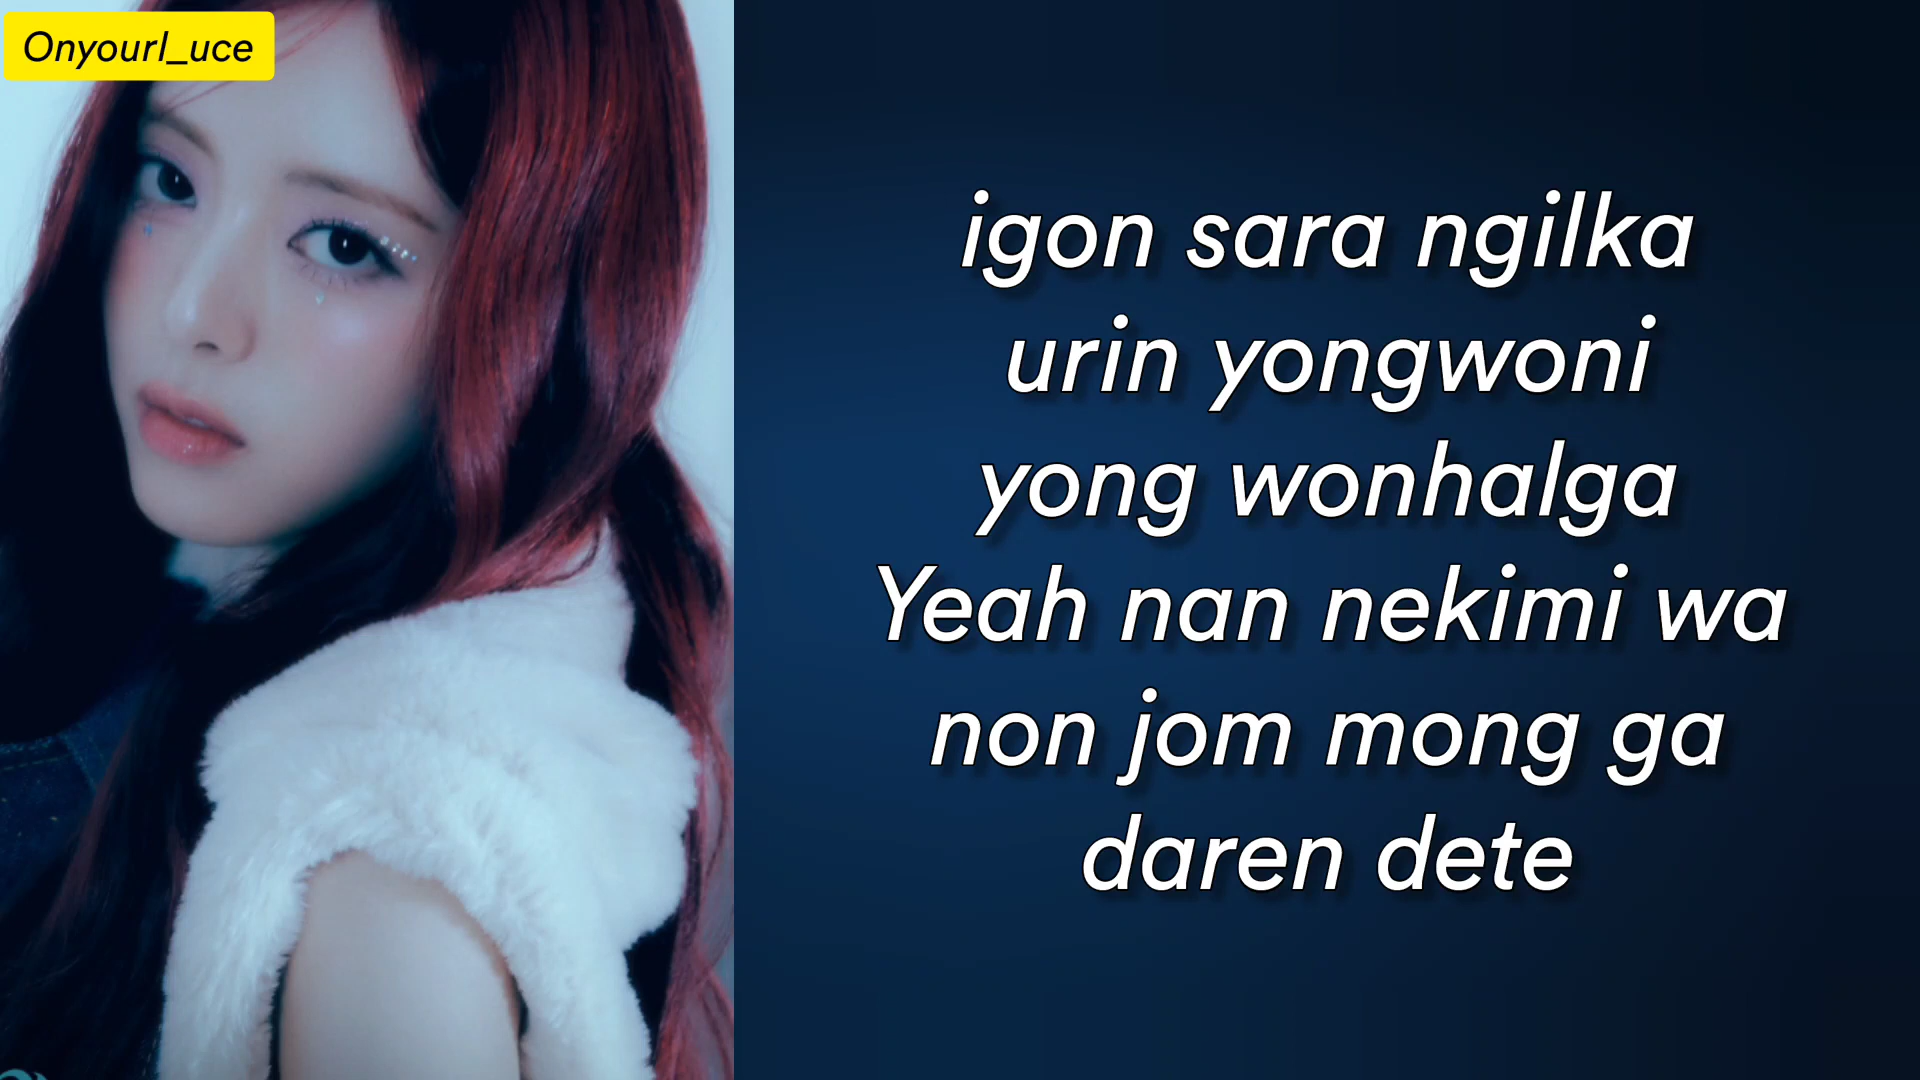 Onyourl_uce
igon sara ngilka
urin yongwoni
yong wonhalga
Yeah nan nekimi wa
non jom mong ga
daren dete